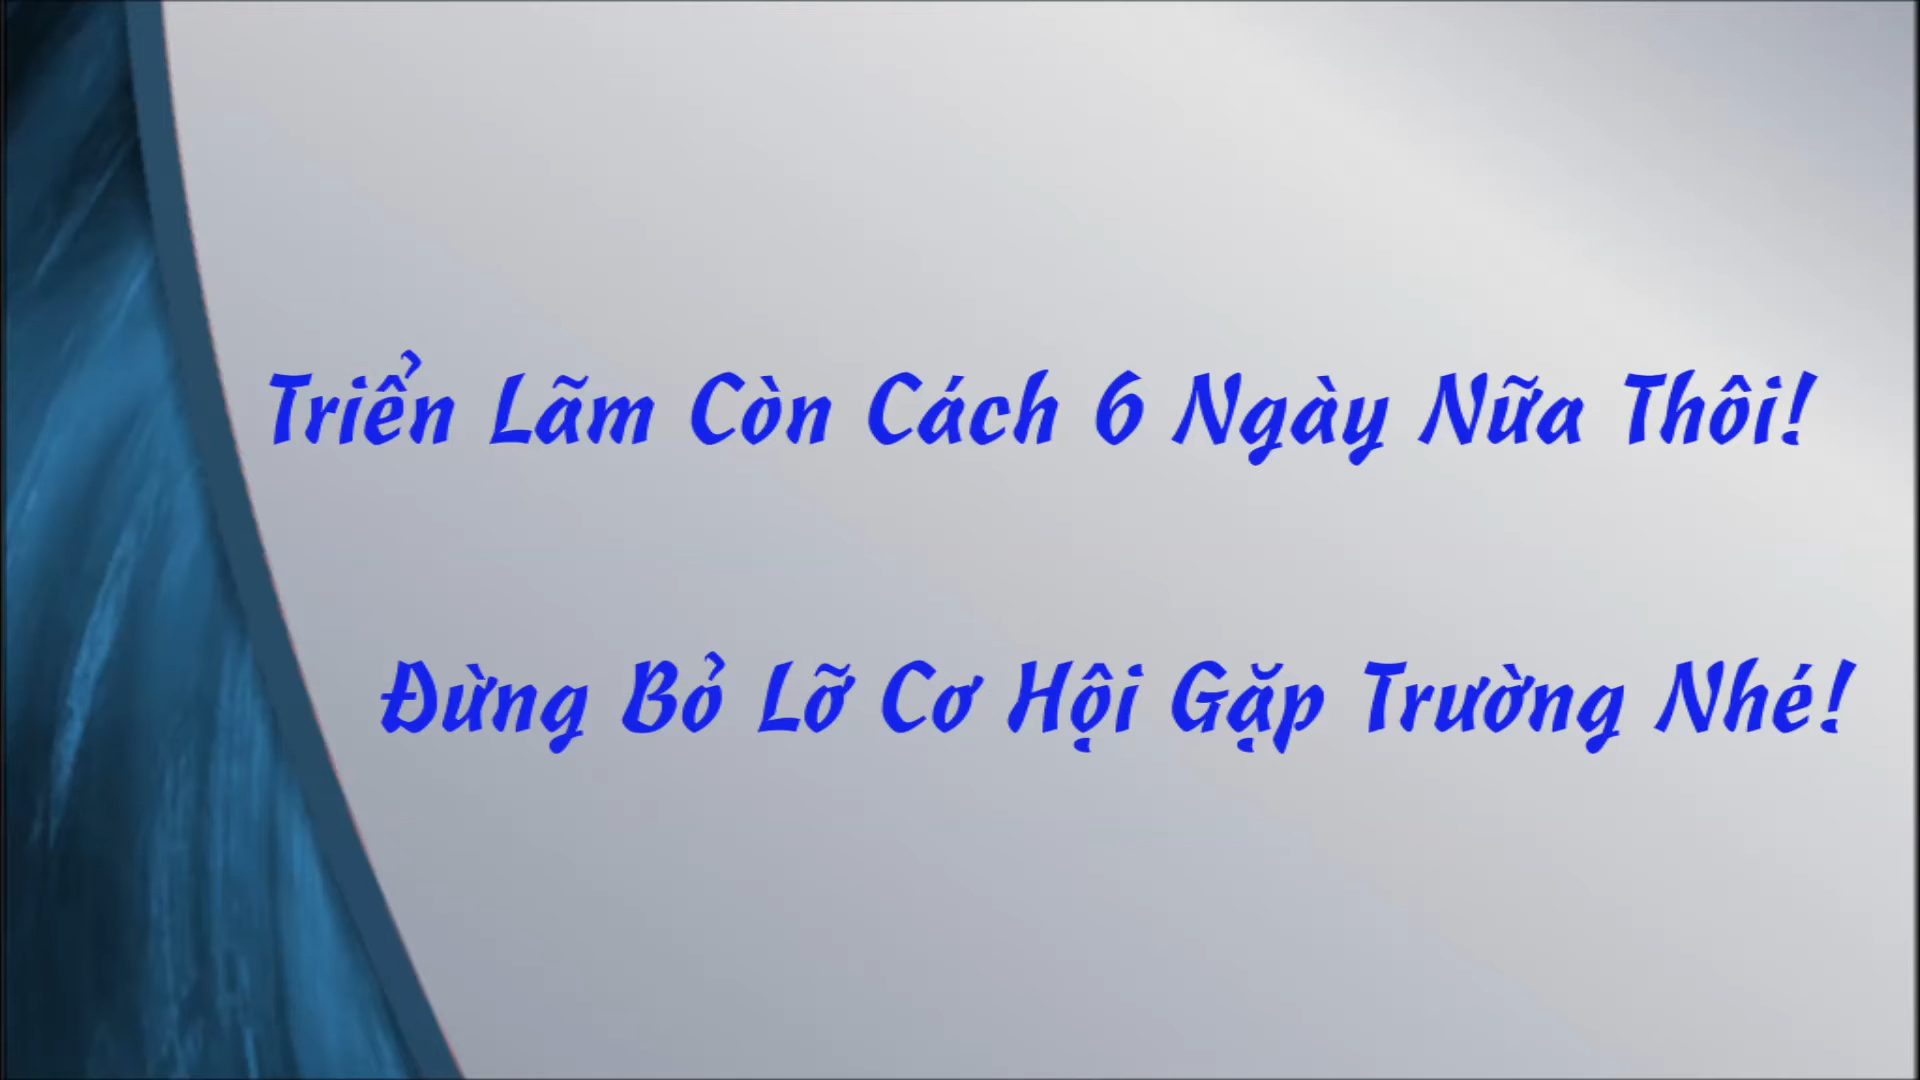 Triển Lãm Còn Cách 6 Ngày Nữa Thôi!
Đừng Bỏ Lỡ Cơ Hội Gặp Trường Nhé!